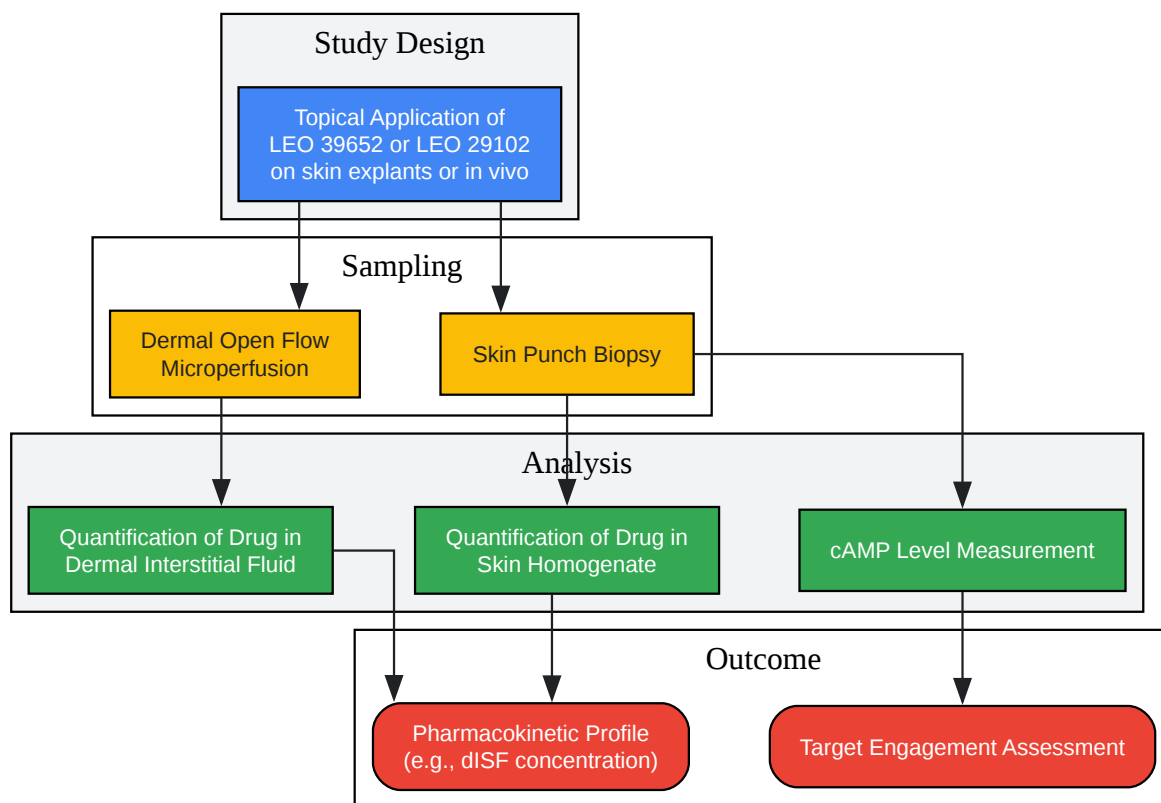 Study Design
Topical Application of
LEO 39652 or LEO 29102
on skin explants or in vivo
Sampling
Dermal Open Flow
Microperfusion
Skin Punch Biopsy
Analysis
Quantification of Drug in
Dermal Interstitial Fluid
Quantification of Drug in
Skin Homogenate
cAMP Level Measurement
Outcome
Pharmacokinetic Profile
(e.g., dISF concentration)
Target Engagement Assessment